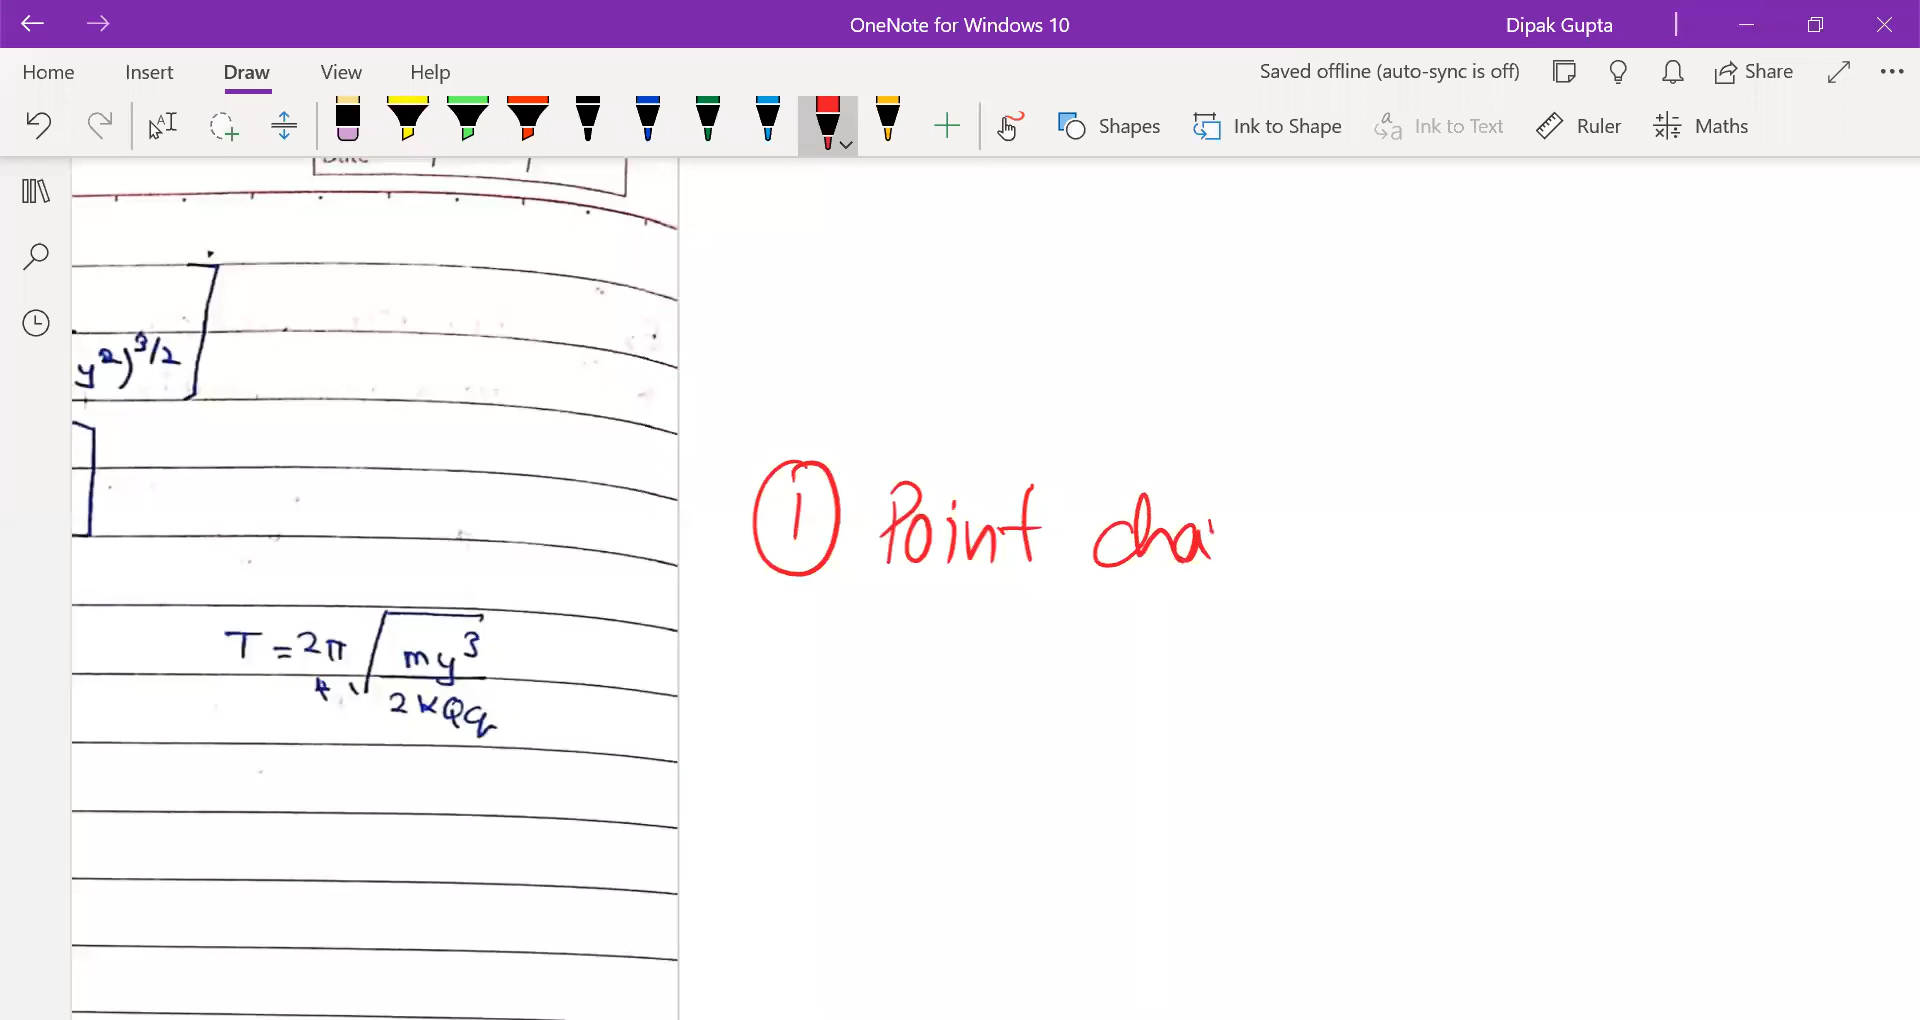 OneNote for Windows 10
Dipak Gupta
Home Insert Draw View Help
Saved offline (auto-sync is off) Share
Shapes Ink to Shape Ink to Text Ruler Maths
Date / /
y²)^3/2
① Point cha
T = 2π √(my³ / 2KQq)